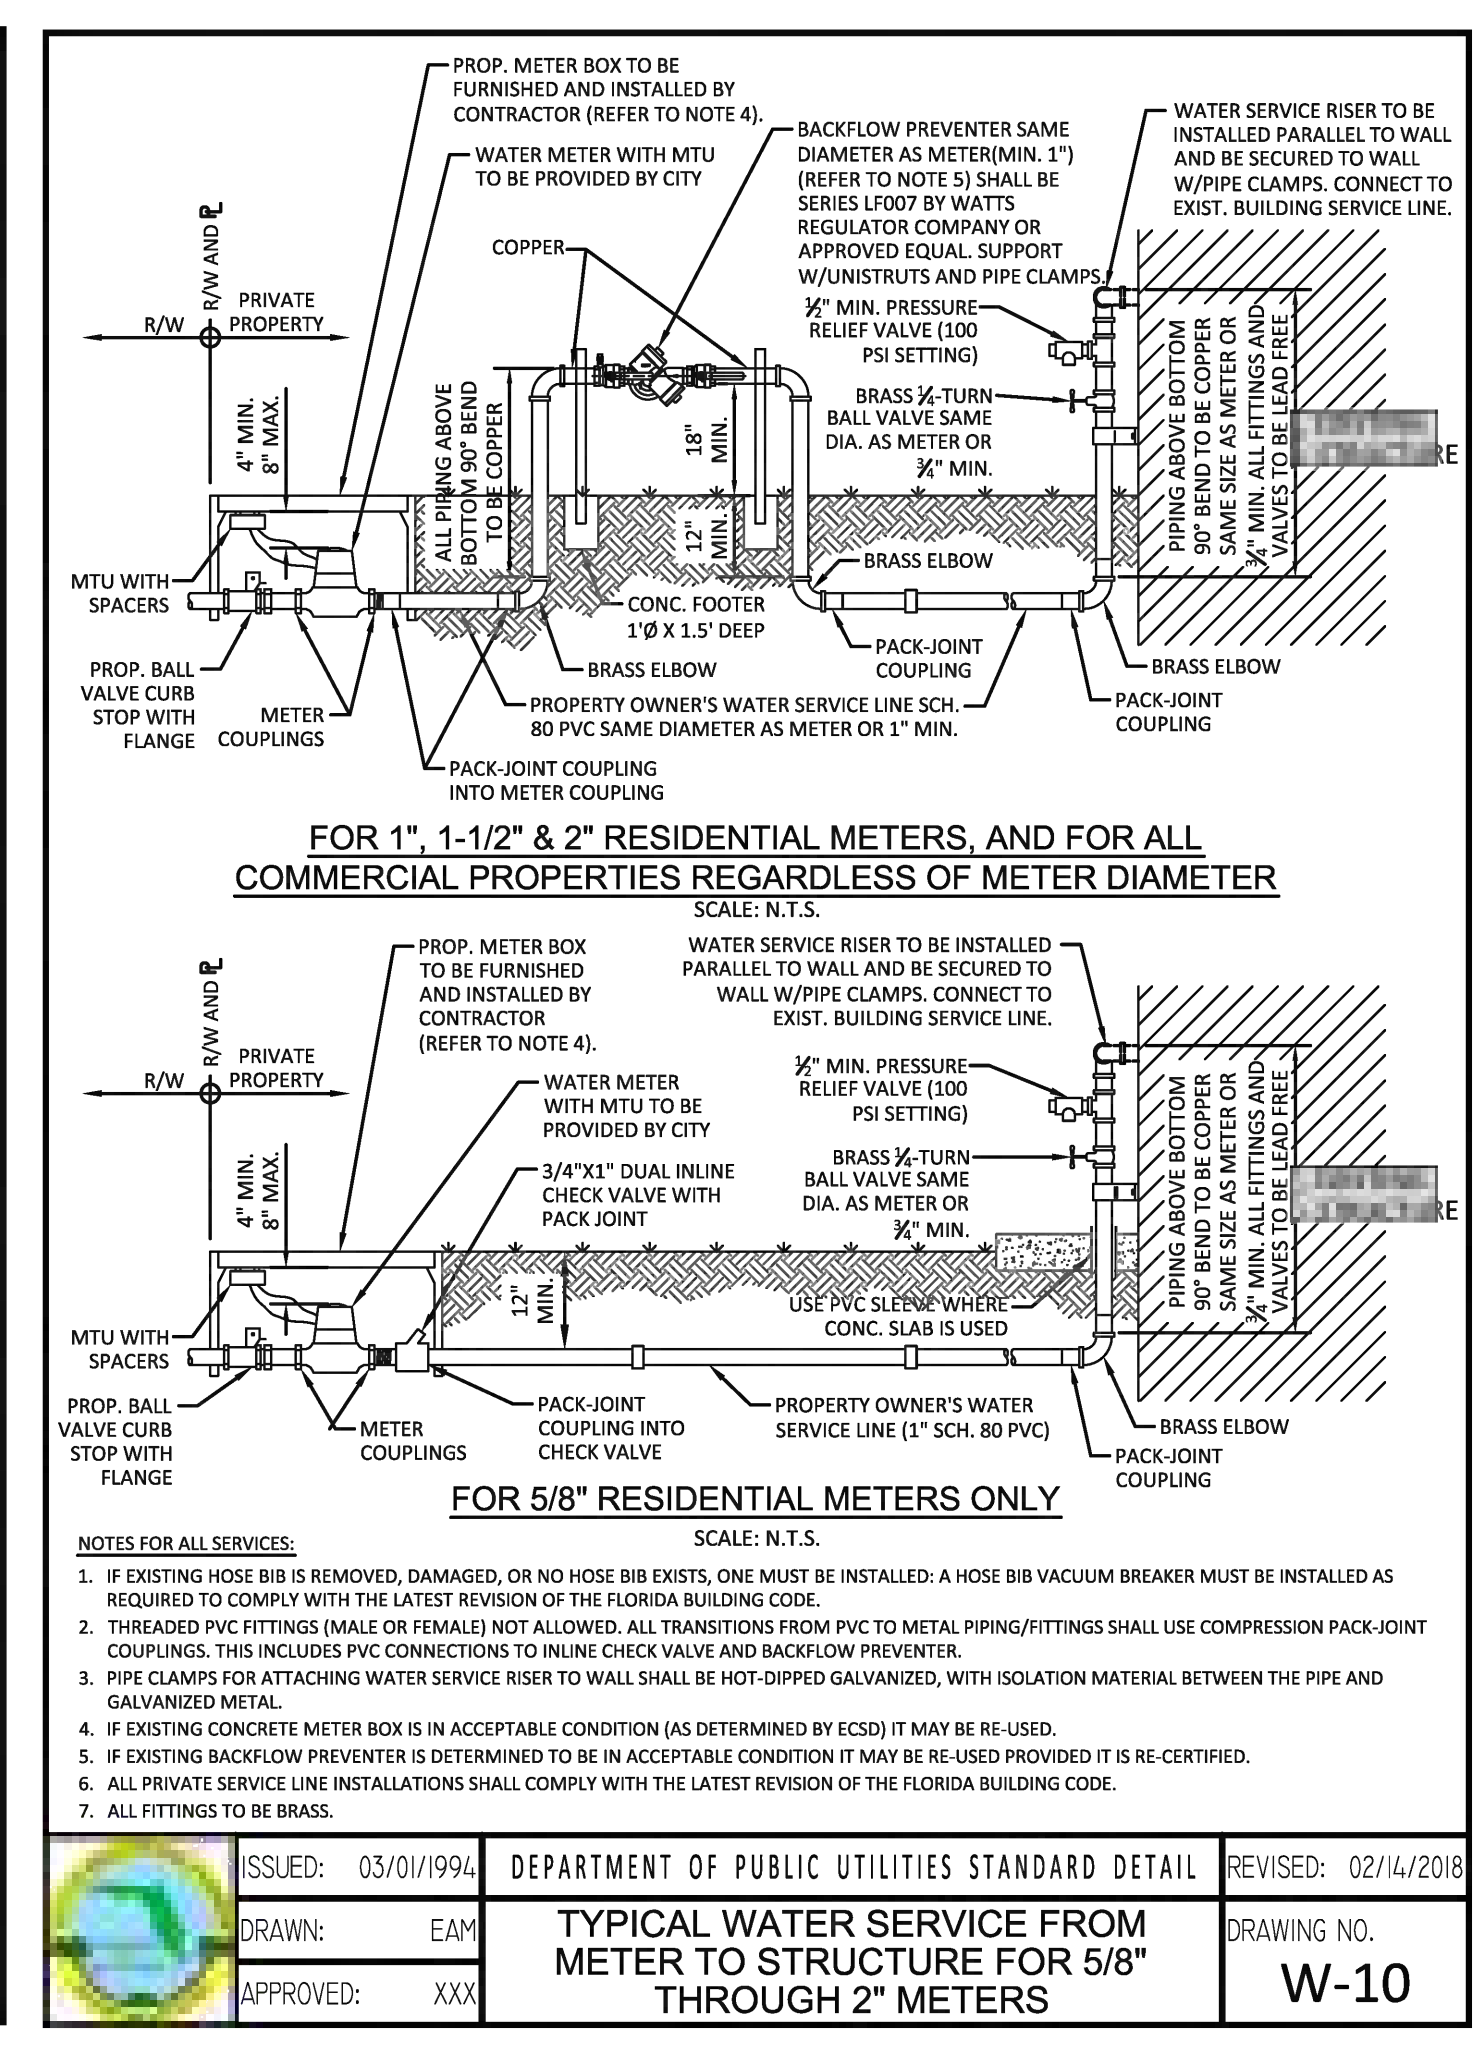 PROP. METER BOX TO BE
FURNISHED AND INSTALLED BY
CONTRACTOR (REFER TO NOTE 4).
WATER METER WITH MTU
TO BE PROVIDED BY CITY
COPPER
BACKFLOW PREVENTER SAME
DIAMETER AS METER(MIN. 1")
(REFER TO NOTE 5) SHALL BE
SERIES LF007 BY WATTS
REGULATOR COMPANY OR
APPROVED EQUAL. SUPPORT
W/UNISTRUTS AND PIPE CLAMPS.
WATER SERVICE RISER TO BE
INSTALLED PARALLEL TO WALL
AND BE SECURED TO WALL
W/PIPE CLAMPS. CONNECT TO
EXIST. BUILDING SERVICE LINE.
R/W AND PL
R/W
PRIVATE
PROPERTY
4" MIN.
8" MAX.
½" MIN. PRESSURE
RELIEF VALVE (100
PSI SETTING)
BRASS ¼-TURN
BALL VALVE SAME
DIA. AS METER OR
¾" MIN.
ALL PIPING ABOVE
BOTTOM 90° BEND
TO BE COPPER
18"
MIN.
12"
MIN.
PIPING ABOVE BOTTOM
90° BEND TO BE COPPER
SAME SIZE AS METER OR
¾" MIN. ALL FITTINGS AND
VALVES TO BE LEAD FREE
RE
MTU WITH
SPACERS
BRASS ELBOW
CONC. FOOTER
1'Ø X 1.5' DEEP
PROP. BALL
VALVE CURB
STOP WITH
FLANGE
METER
COUPLINGS
BRASS ELBOW
PACK-JOINT
COUPLING
BRASS ELBOW
PROPERTY OWNER'S WATER SERVICE LINE SCH.
80 PVC SAME DIAMETER AS METER OR 1" MIN.
PACK-JOINT
COUPLING
PACK-JOINT COUPLING
INTO METER COUPLING
FOR 1", 1-1/2" & 2" RESIDENTIAL METERS, AND FOR ALL
COMMERCIAL PROPERTIES REGARDLESS OF METER DIAMETER
SCALE: N.T.S.
PROP. METER BOX
TO BE FURNISHED
AND INSTALLED BY
CONTRACTOR
(REFER TO NOTE 4).
WATER SERVICE RISER TO BE INSTALLED
PARALLEL TO WALL AND BE SECURED TO
WALL W/PIPE CLAMPS. CONNECT TO
EXIST. BUILDING SERVICE LINE.
R/W AND PL
R/W
PRIVATE
PROPERTY
4" MIN.
8" MAX.
WATER METER
WITH MTU TO BE
PROVIDED BY CITY
3/4"X1" DUAL INLINE
CHECK VALVE WITH
PACK JOINT
½" MIN. PRESSURE
RELIEF VALVE (100
PSI SETTING)
BRASS ¼-TURN
BALL VALVE SAME
DIA. AS METER OR
¾" MIN.
PIPING ABOVE BOTTOM
90° BEND TO BE COPPER
SAME SIZE AS METER OR
¾" MIN. ALL FITTINGS AND
VALVES TO BE LEAD FREE
RE
12"
MIN.
USE PVC SLEEVE WHERE
CONC. SLAB IS USED
MTU WITH
SPACERS
PROP. BALL
VALVE CURB
STOP WITH
FLANGE
METER
COUPLINGS
PACK-JOINT
COUPLING INTO
CHECK VALVE
PROPERTY OWNER'S WATER
SERVICE LINE (1" SCH. 80 PVC)
BRASS ELBOW
PACK-JOINT
COUPLING
FOR 5/8" RESIDENTIAL METERS ONLY
SCALE: N.T.S.
NOTES FOR ALL SERVICES:
1. IF EXISTING HOSE BIB IS REMOVED, DAMAGED, OR NO HOSE BIB EXISTS, ONE MUST BE INSTALLED: A HOSE BIB VACUUM BREAKER MUST BE INSTALLED AS
REQUIRED TO COMPLY WITH THE LATEST REVISION OF THE FLORIDA BUILDING CODE.
2. THREADED PVC FITTINGS (MALE OR FEMALE) NOT ALLOWED. ALL TRANSITIONS FROM PVC TO METAL PIPING/FITTINGS SHALL USE COMPRESSION PACK-JOINT
COUPLINGS. THIS INCLUDES PVC CONNECTIONS TO INLINE CHECK VALVE AND BACKFLOW PREVENTER.
3. PIPE CLAMPS FOR ATTACHING WATER SERVICE RISER TO WALL SHALL BE HOT-DIPPED GALVANIZED, WITH ISOLATION MATERIAL BETWEEN THE PIPE AND
GALVANIZED METAL.
4. IF EXISTING CONCRETE METER BOX IS IN ACCEPTABLE CONDITION (AS DETERMINED BY ECSD) IT MAY BE RE-USED.
5. IF EXISTING BACKFLOW PREVENTER IS DETERMINED TO BE IN ACCEPTABLE CONDITION IT MAY BE RE-USED PROVIDED IT IS RE-CERTIFIED.
6. ALL PRIVATE SERVICE LINE INSTALLATIONS SHALL COMPLY WITH THE LATEST REVISION OF THE FLORIDA BUILDING CODE.
7. ALL FITTINGS TO BE BRASS.
ISSUED: 03/01/1994
DRAWN: EAM
APPROVED: XXX
DEPARTMENT OF PUBLIC UTILITIES STANDARD DETAIL
TYPICAL WATER SERVICE FROM
METER TO STRUCTURE FOR 5/8"
THROUGH 2" METERS
REVISED: 02/14/2018
DRAWING NO.
W-10